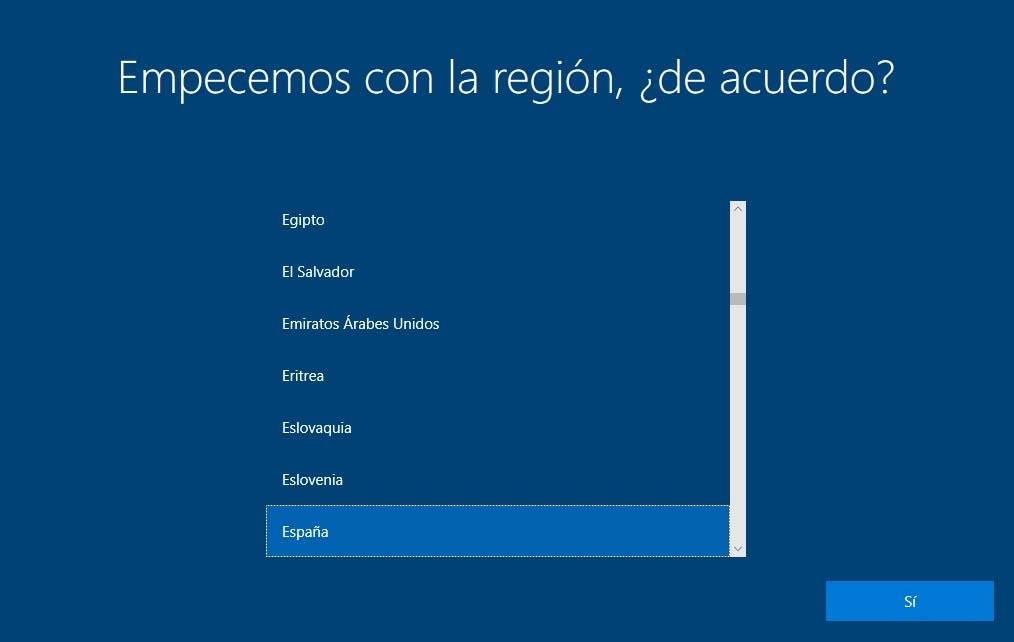 Empecemos con la región, ¿de acuerdo?
Egipto
El Salvador
Emiratos Árabes Unidos
Eritrea
Eslovaquia
Eslovenia
España
Sí